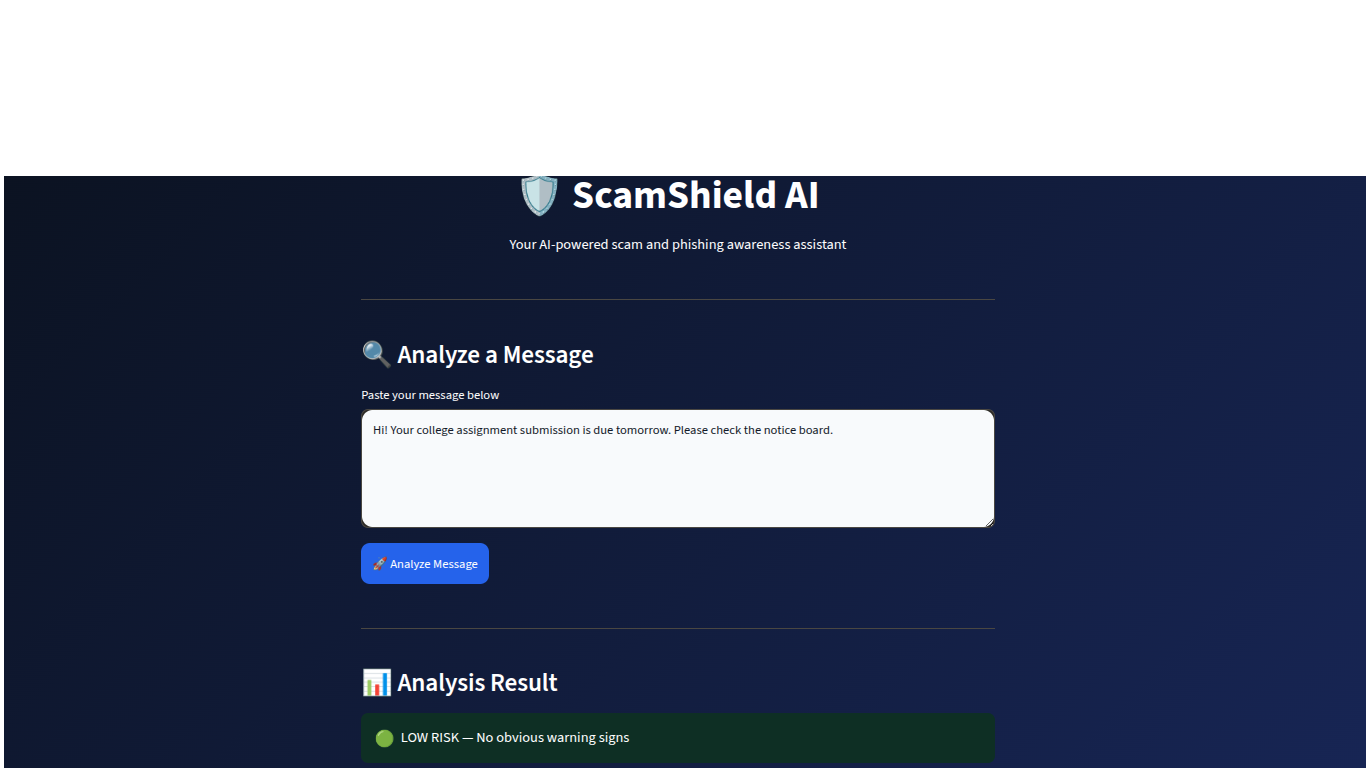 🛡️ ScamShield AI
Your AI-powered scam and phishing awareness assistant
🔍 Analyze a Message
Paste your message below
Hi! Your college assignment submission is due tomorrow. Please check the notice board.
🚀 Analyze Message
📊 Analysis Result
🟢 LOW RISK — No obvious warning signs